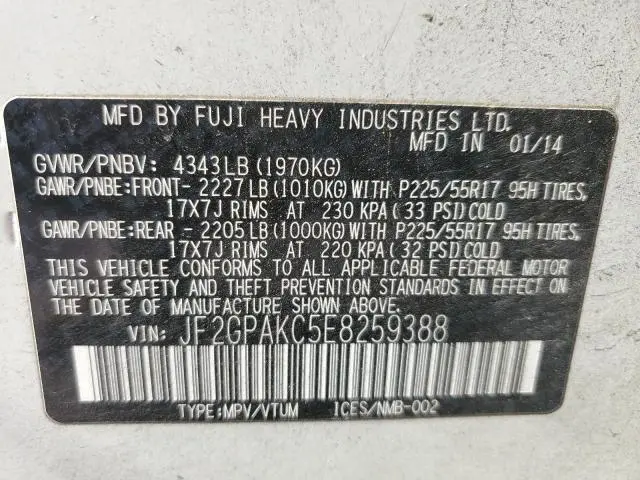 MFD BY FUJI HEAVY INDUSTRIES LTD.
MFD IN 01/14
GVWR/PNBV: 4343LB (1970KG)
GAWR/PNBE:FRONT- 2227LB (1010KG) WITH P225/55R17 95H TIRES,
17X7J RIMS AT 230 KPA (33 PSI) COLD
GAWR/PNBE:REAR - 2205LB (1000KG) WITH P225/55R17 95H TIRES,
17X7J RIMS AT 220 KPA (32 PSI) COLD
THIS VEHICLE CONFORMS TO ALL APPLICABLE FEDERAL MOTOR
VEHICLE SAFETY AND THEFT PREVENTION STANDARDS IN EFFECT ON
THE DATE OF MANUFACTURE SHOWN ABOVE.
VIN: JF2GPAKC5E8259388
TYPE:MPV/VTUM ICES/NMB-002